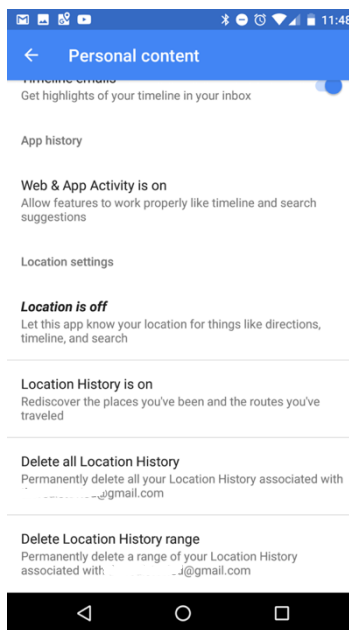 11:48
Personal content
Timeline emails
Get highlights of your timeline in your inbox
App history
Web & App Activity is on
Allow features to work properly like timeline and search
suggestions
Location settings
Location is off
Let this app know your location for things like directions,
timeline, and search
Location History is on
Rediscover the places you've been and the routes you've
traveled
Delete all Location History
Permanently delete all your Location History associated with
@gmail.com
Delete Location History range
Permanently delete a range of your Location History
associated with @gmail.com